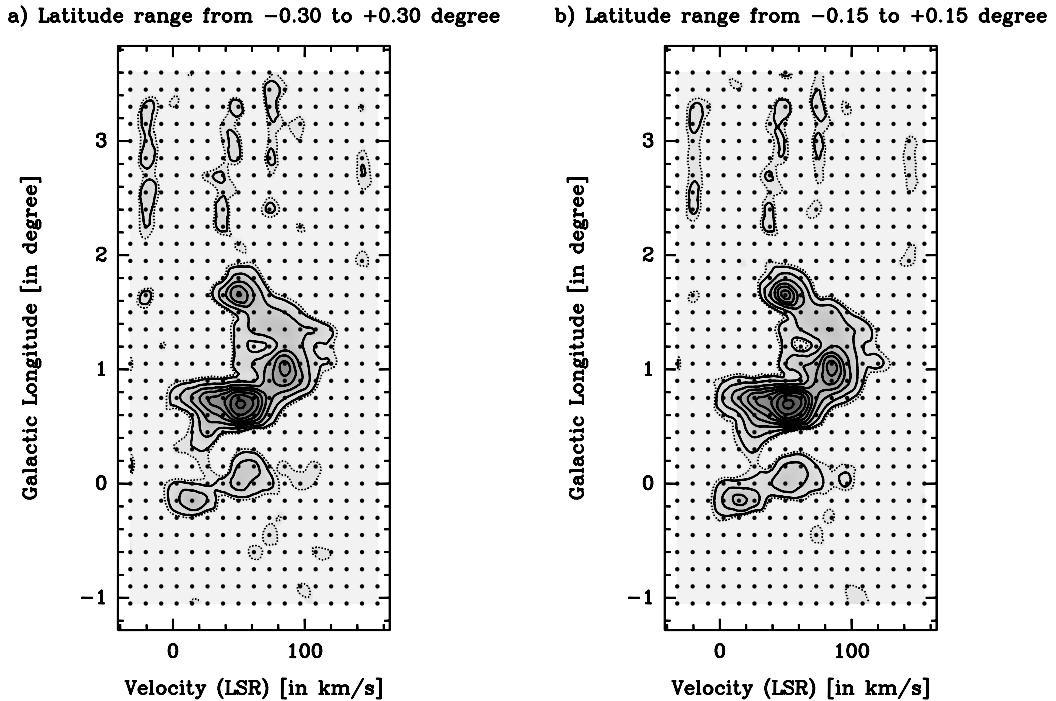 a) Latitude range from −0.30 to +0.30 degree
b) Latitude range from −0.15 to +0.15 degree
Galactic Longitude [in degree]
3
2
1
0
−1
0
100
Velocity (LSR) [in km/s]
Galactic Longitude [in degree]
3
2
1
0
−1
0
100
Velocity (LSR) [in km/s]